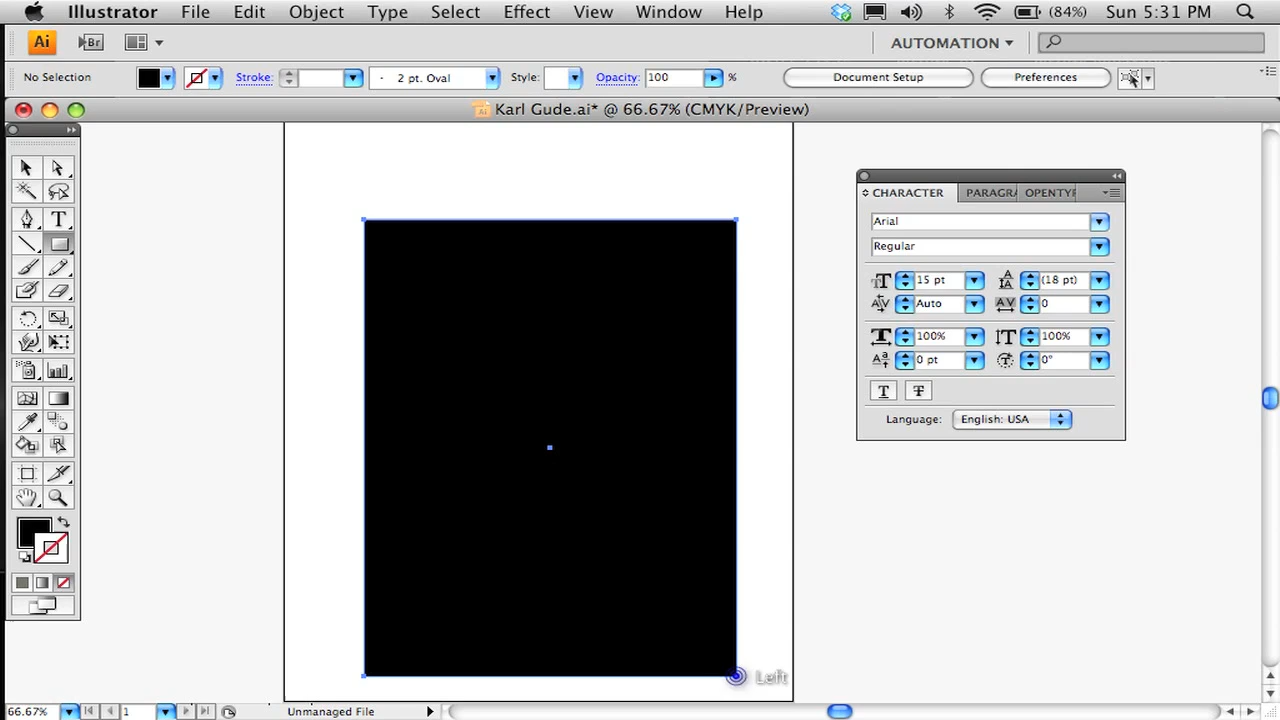 Illustrator File Edit Object Type Select Effect View Window Help (84%) Sun 5:31 PM
Ai Br AUTOMATION
No Selection Stroke: 2 pt. Oval Style: Opacity: 100 % Document Setup Preferences
Karl Gude.ai* @ 66.67% (CMYK/Preview)
CHARACTER PARAGRA OPENTYP
Arial
Regular
15 pt (18 pt)
Auto 0
100% 100%
0 pt 0°
Language: English: USA
Left
66.67% 1 Unmanaged File